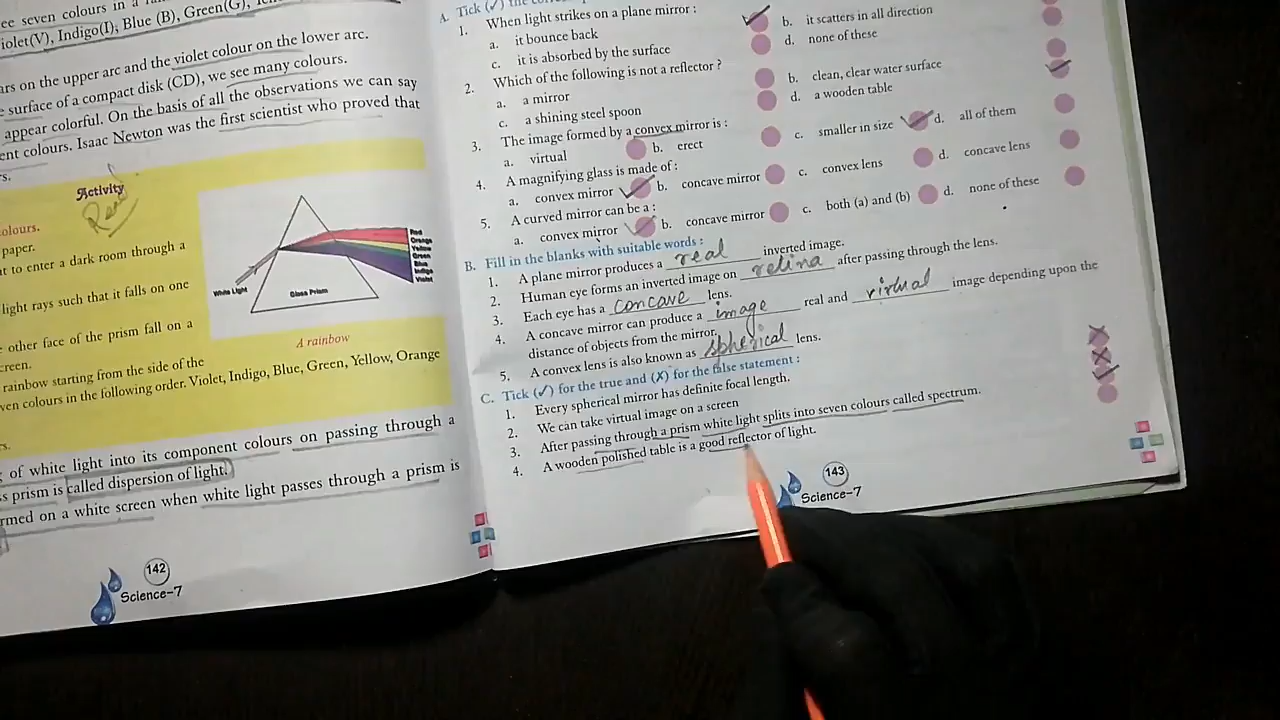 ee seven colours in a
iolet(V), Indigo(I), Blue (B), Green(G),
ars on the upper arc and the violet colour on the lower arc.
e surface of a compact disk (CD), we see many colours.
appear colorful. On the basis of all the observations we can say
ent colours. Isaac Newton was the first scientist who proved that
rs.
Activity
Read
olours.
paper.
t to enter a dark room through a
light rays such that it falls on one
e other face of the prism fall on a
creen.
rainbow starting from the side of the
ven colours in the following order. Violet, Indigo, Blue, Green, Yellow, Orange
rs.
White Light
Glass Prism
Red
Orange
Yellow
Green
Blue
Indigo
Violet
A rainbow
of white light into its component colours on passing through a
s prism is called dispersion of light.
rmed on a white screen when white light passes through a prism is
142
Science-7
A. Tick (✓) the
1. When light strikes on a plane mirror :
a. it bounce back
b. it scatters in all direction
c. it is absorbed by the surface
d. none of these
2. Which of the following is not a reflector ?
a. a mirror
b. clean, clear water surface
c. a shining steel spoon
d. a wooden table
3. The image formed by a convex mirror is :
a. virtual b. erect c. smaller in size d. all of them
4. A magnifying glass is made of :
a. convex mirror b. concave mirror c. convex lens d. concave lens
5. A curved mirror can be a :
a. convex mirror b. concave mirror c. both (a) and (b) d. none of these
B. Fill in the blanks with suitable words :
1. A plane mirror produces a real inverted image.
2. Human eye forms an inverted image on retina after passing through the lens.
3. Each eye has a concave lens.
4. A concave mirror can produce a image real and virtual image depending upon the
distance of objects from the mirror.
5. A convex lens is also known as spherical lens.
C. Tick (✓) for the true and (✗) for the false statement :
1. Every spherical mirror has definite focal length.
2. We can take virtual image on a screen
3. After passing through a prism white light splits into seven colours called spectrum.
4. A wooden polished table is a good reflector of light.
143
Science-7